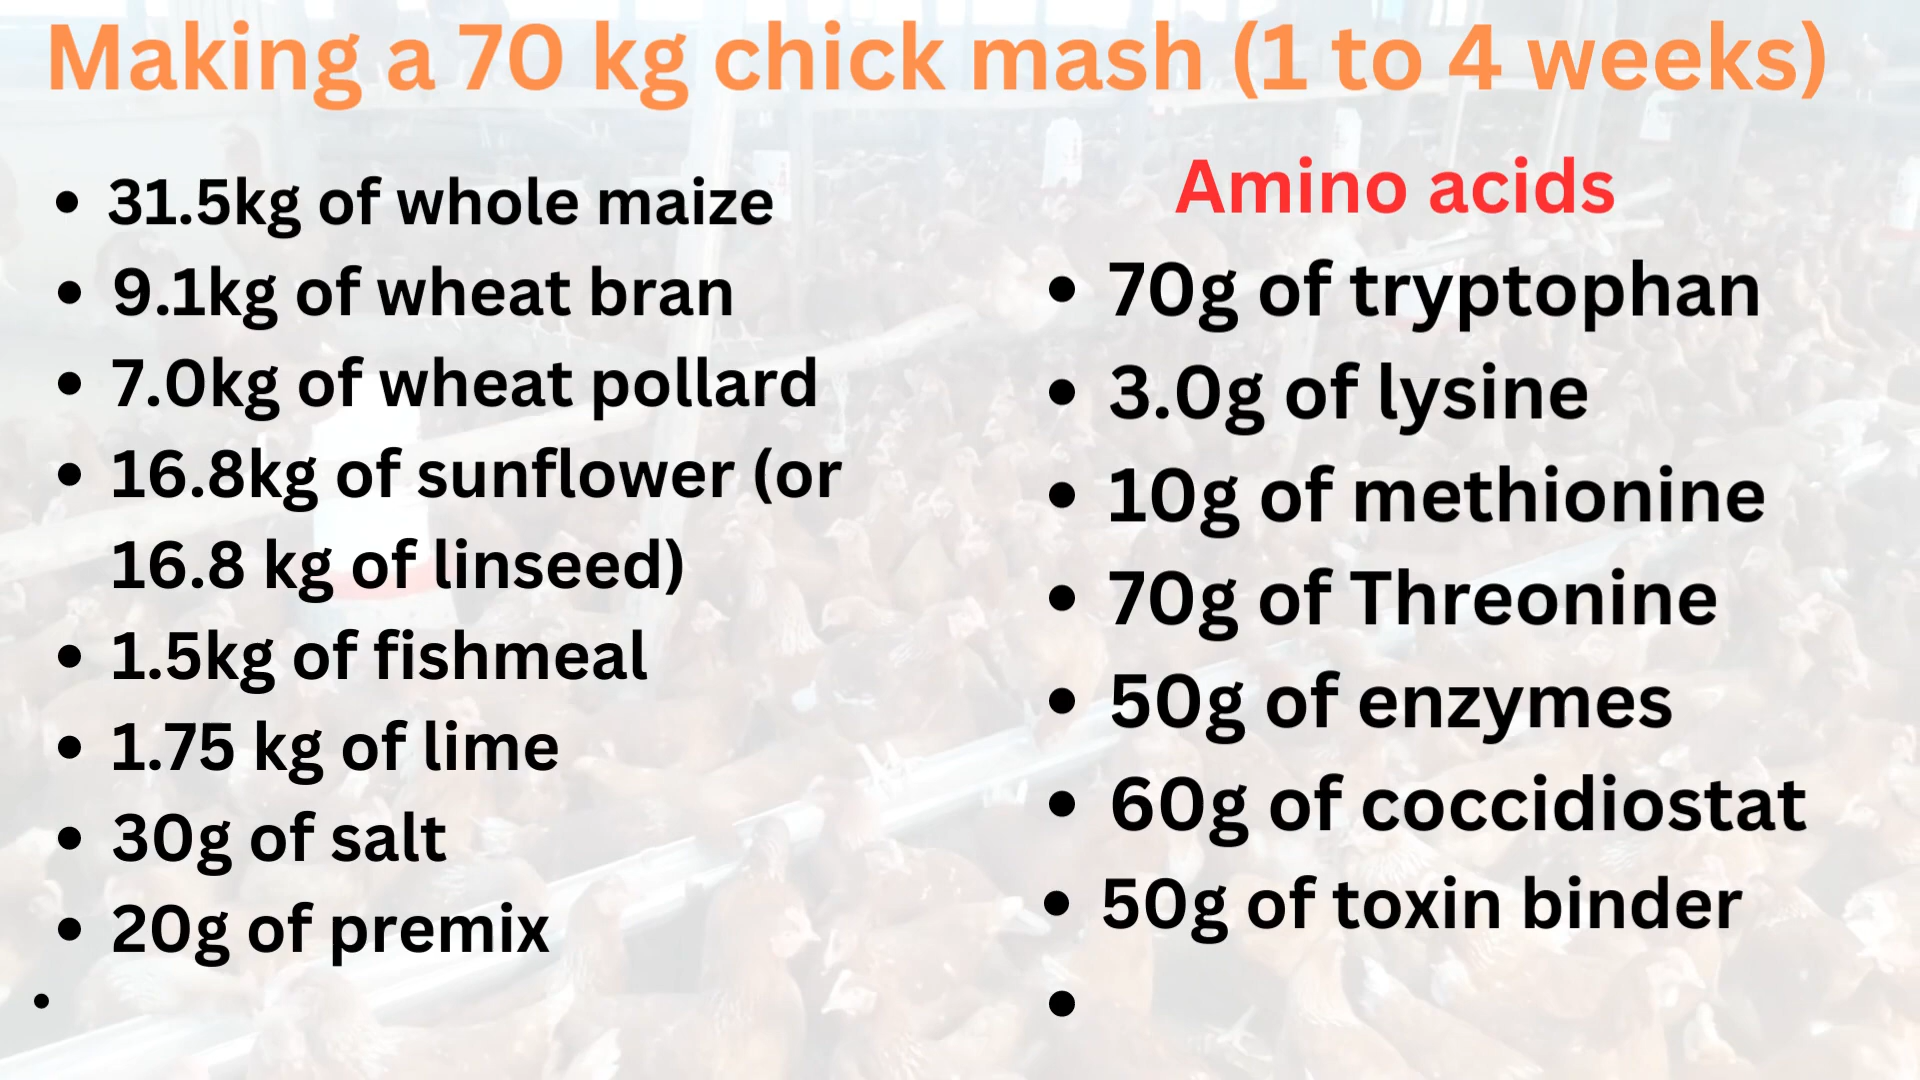 Making a 70 kg chick mash (1 to 4 weeks)
• 31.5kg of whole maize
• 9.1kg of wheat bran
• 7.0kg of wheat pollard
• 16.8kg of sunflower (or
16.8 kg of linseed)
• 1.5kg of fishmeal
• 1.75 kg of lime
• 30g of salt
• 20g of premix
•
Amino acids
• 70g of tryptophan
• 3.0g of lysine
• 10g of methionine
• 70g of Threonine
• 50g of enzymes
• 60g of coccidiostat
• 50g of toxin binder
•